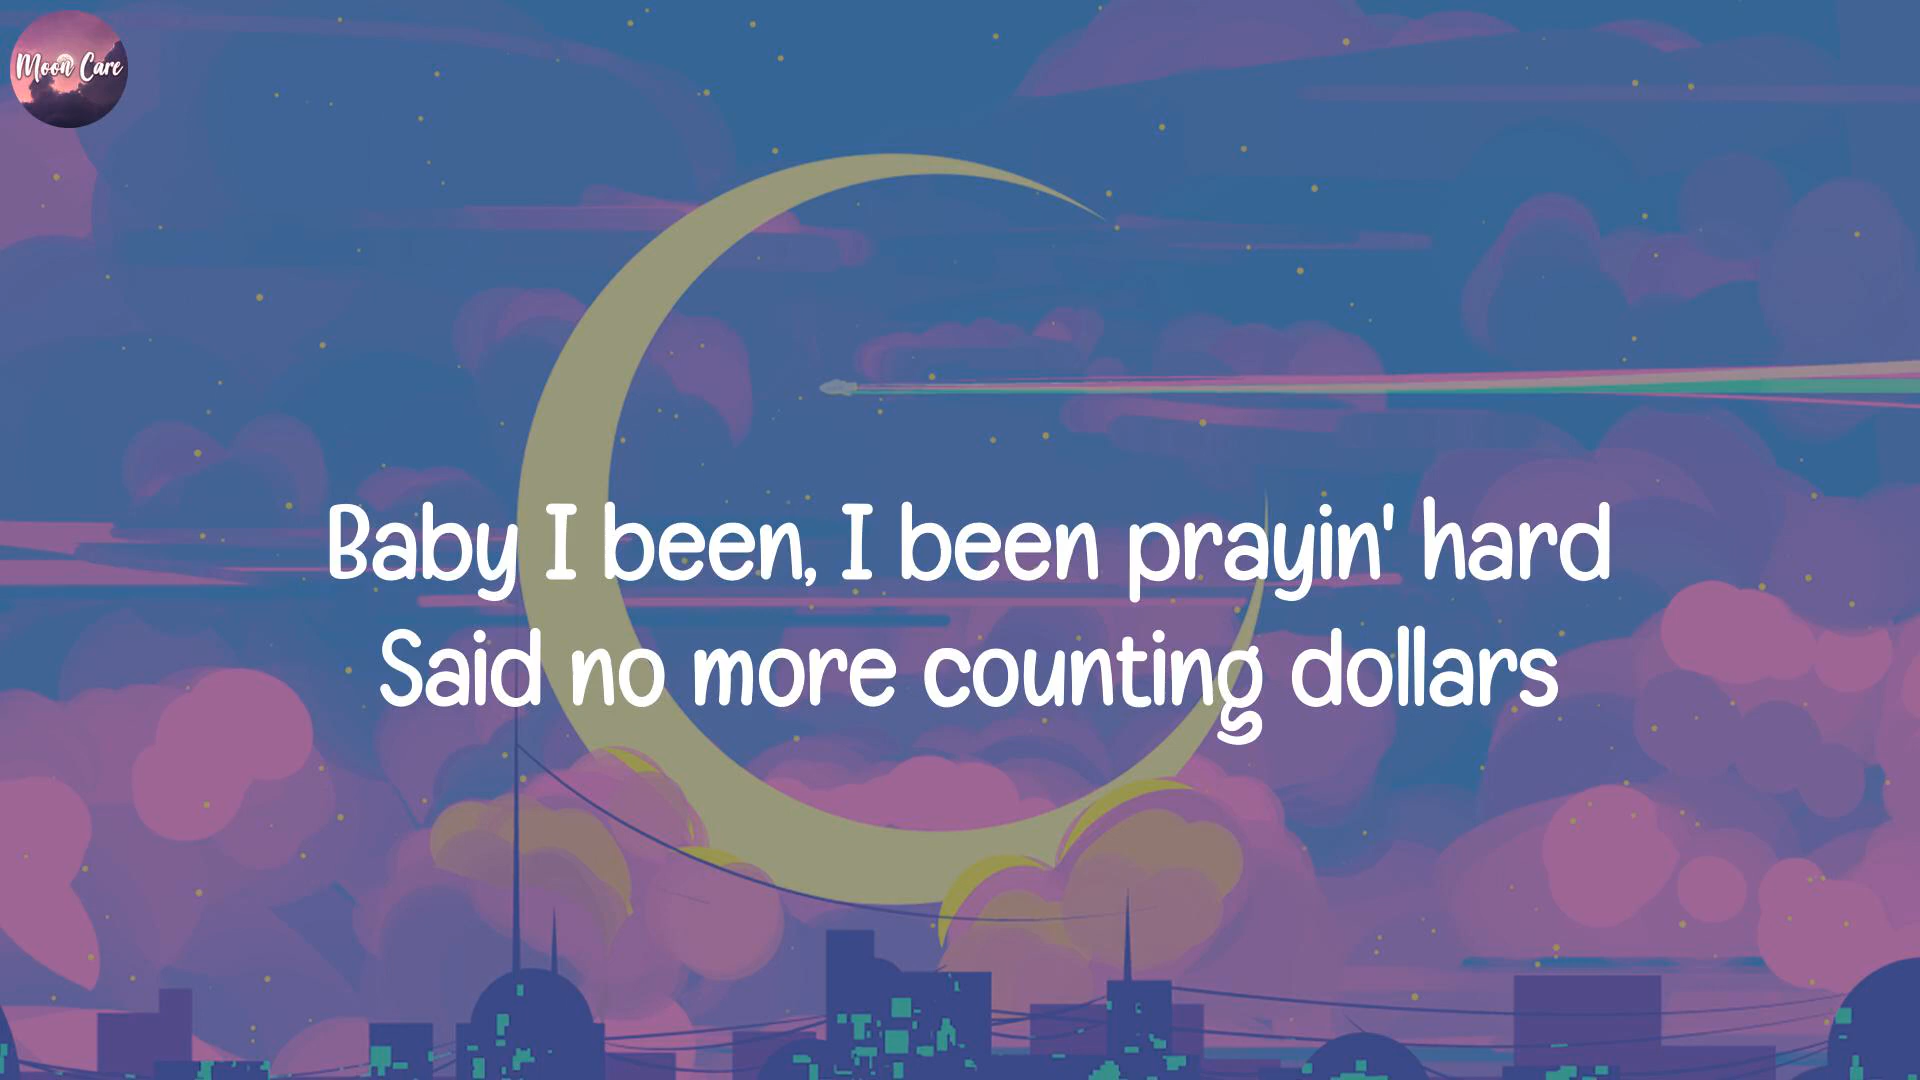 Moon Care
Baby I been, I been prayin' hard
Said no more counting dollars